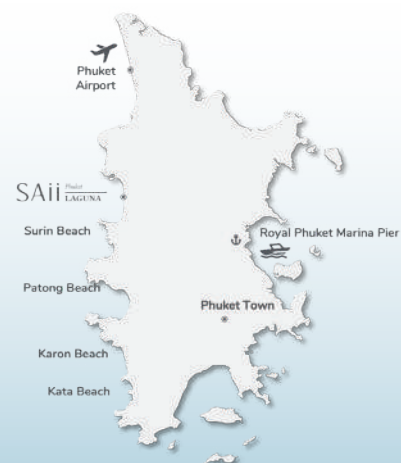 Phuket
Airport
SAii Phuket
LAGUNA
Surin Beach
Royal Phuket Marina Pier
Patong Beach
Phuket Town
Karon Beach
Kata Beach